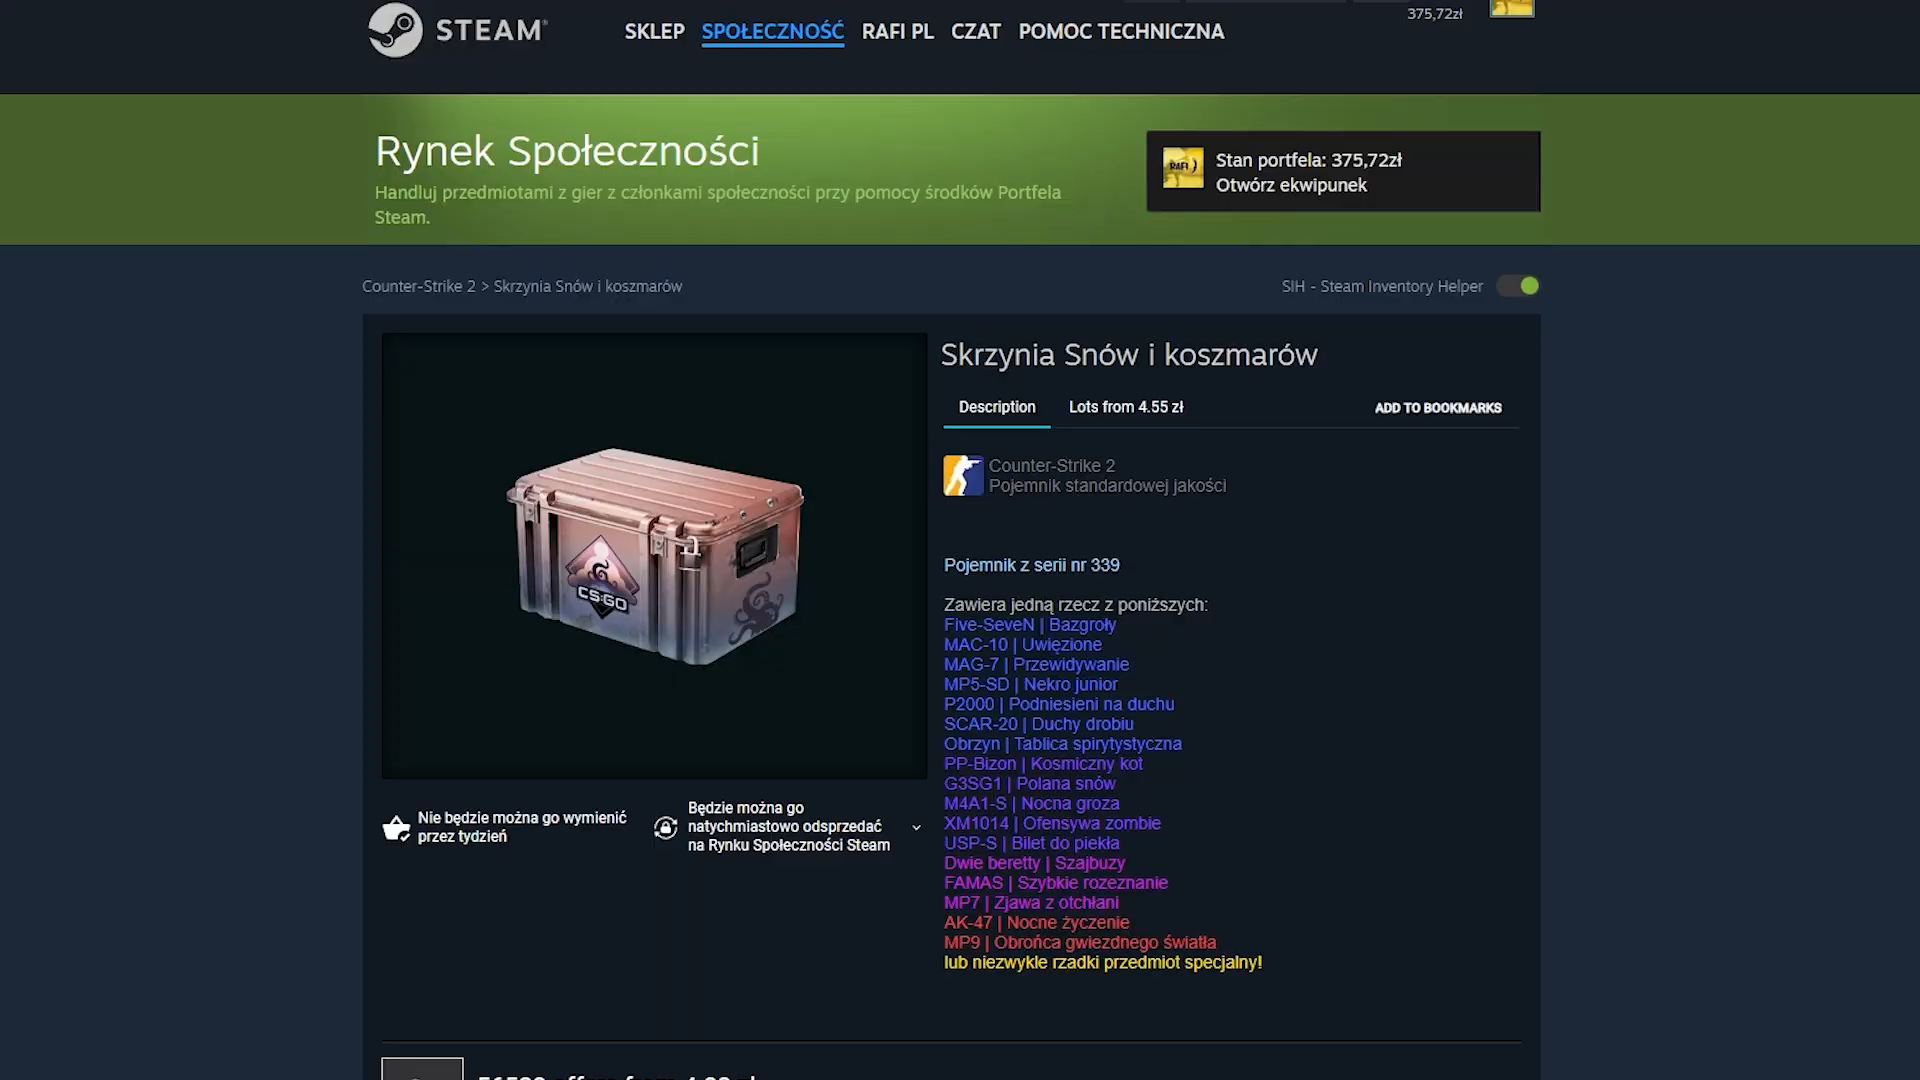 375,72zł
STEAM
SKLEP SPOŁECZNOŚĆ RAFI PL CZAT POMOC TECHNICZNA
Rynek Społeczności
Handluj przedmiotami z gier z członkami społeczności przy pomocy środków Portfela
Steam.
RAFI
Stan portfela: 375,72zł
Otwórz ekwipunek
Counter-Strike 2 > Skrzynia Snów i koszmarów
SIH - Steam Inventory Helper
Skrzynia Snów i koszmarów
Description Lots from 4.55 zł ADD TO BOOKMARKS
Counter-Strike 2
Pojemnik standardowej jakości
CS:GO
Pojemnik z serii nr 339
Zawiera jedną rzecz z poniższych:
Five-SeveN | Bazgroły
MAC-10 | Uwięzione
MAG-7 | Przewidywanie
MP5-SD | Nekro junior
P2000 | Podniesieni na duchu
SCAR-20 | Duchy drobiu
Obrzyn | Tablica spirytystyczna
PP-Bizon | Kosmiczny kot
G3SG1 | Polana snów
M4A1-S | Nocna groza
XM1014 | Ofensywa zombie
USP-S | Bilet do piekła
Dwie beretty | Szajbuzy
FAMAS | Szybkie rozeznanie
MP7 | Zjawa z otchłani
AK-47 | Nocne życzenie
MP9 | Obrońca gwiezdnego światła
lub niezwykle rzadki przedmiot specjalny!
Nie będzie można go wymienić
przez tydzień
Będzie można go
natychmiastowo odsprzedać
na Rynku Społeczności Steam